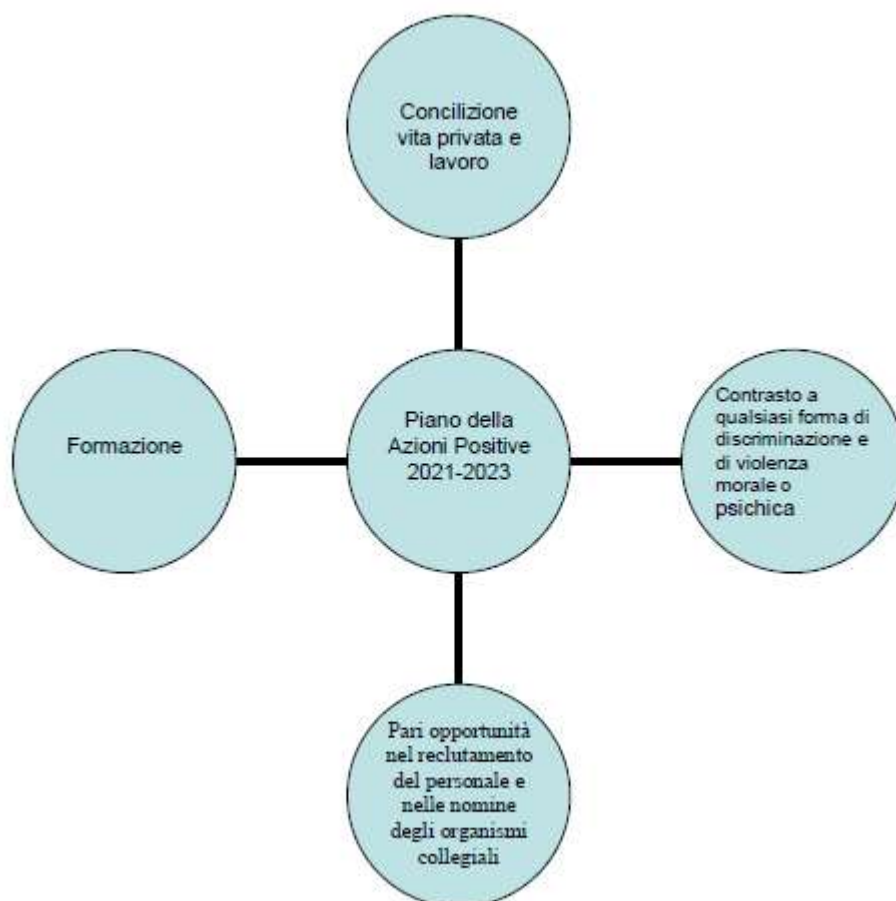 Concilizione
vita privata e
lavoro
Formazione
Piano della
Azioni Positive
2021-2023
Contrasto a
qualsiasi forma di
discriminazione e
di violenza
morale o
psichica
Pari opportunità
nel reclutamento
del personale e
nelle nomine
degli organismi
collegiali